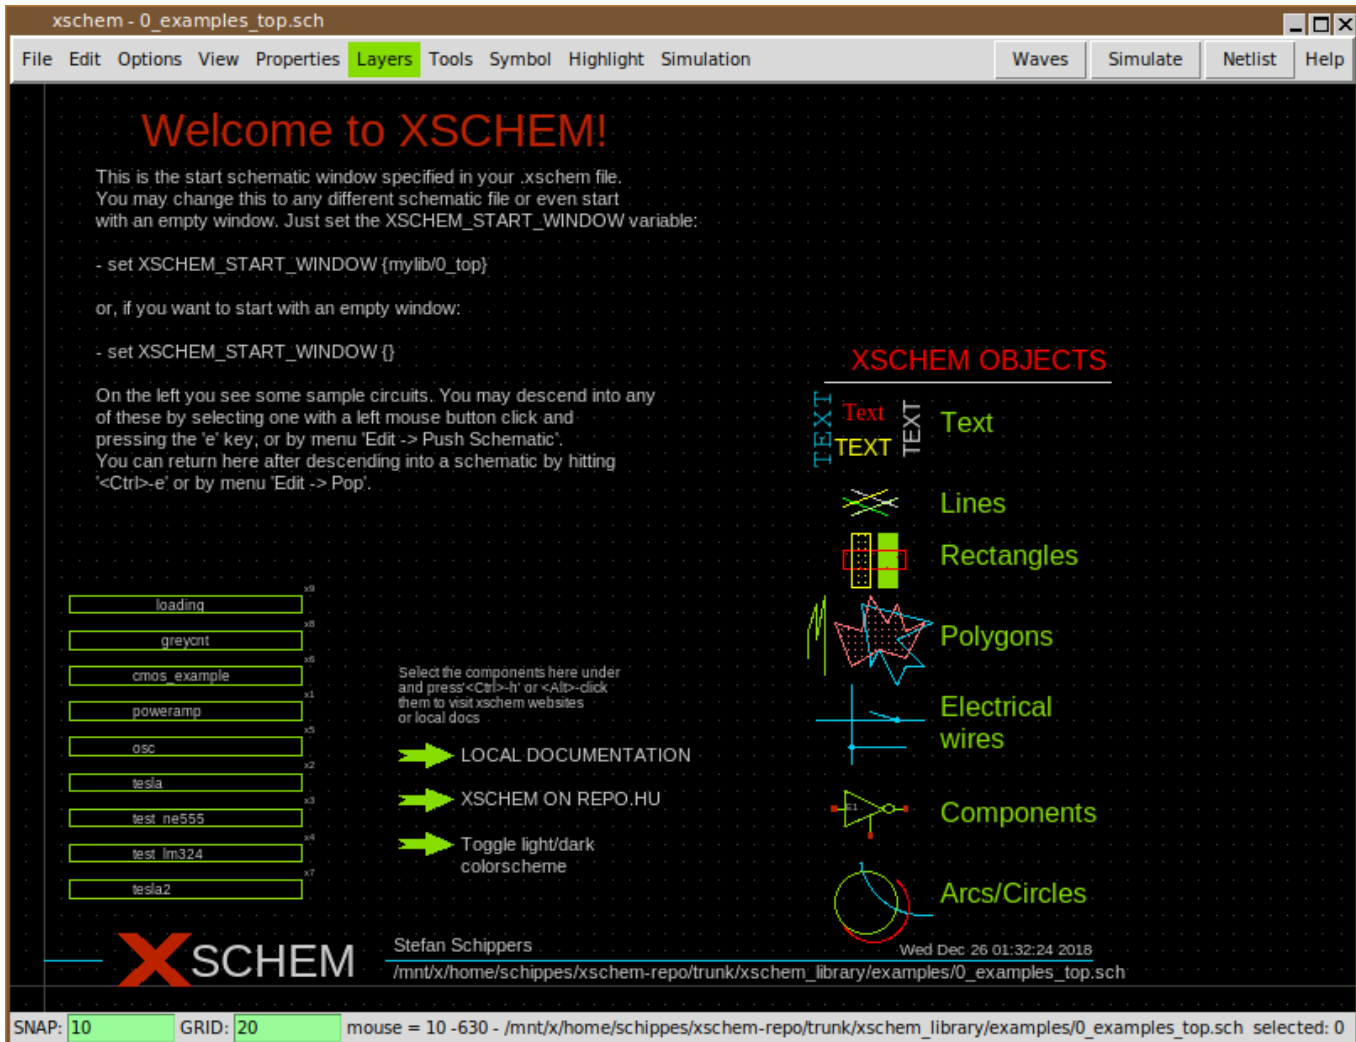 xschem - 0_examples_top.sch
File Edit Options View Properties Layers Tools Symbol Highlight Simulation Waves Simulate Netlist Help
Welcome to XSCHEM!
This is the start schematic window specified in your .xschem file.
You may change this to any different schematic file or even start
with an empty window. Just set the XSCHEM_START_WINDOW variable:
- set XSCHEM_START_WINDOW {mylib/0_top}
or, if you want to start with an empty window:
- set XSCHEM_START_WINDOW {}
On the left you see some sample circuits. You may descend into any
of these by selecting one with a left mouse button click and
pressing the 'e' key, or by menu 'Edit -> Push Schematic'.
You can return here after descending into a schematic by hitting
'<Ctrl>-e' or by menu 'Edit -> Pop'.
XSCHEM OBJECTS
TEXT
Text
TEXT
TEXT
Text
Lines
Rectangles
Polygons
Electrical
wires
Components
Arcs/Circles
x9
loading
x8
greycnt
x6
cmos_example
x1
poweramp
x5
osc
x2
tesla
x3
test_ne555
x4
test_lm324
x7
tesla2
Select the components here under
and press'<Ctrl>-h' or <Alt>-click
them to visit xschem websites
or local docs
LOCAL DOCUMENTATION
XSCHEM ON REPO.HU
Toggle light/dark
colorscheme
XSCHEM
Stefan Schippers
Wed Dec 26 01:32:24 2018
/mnt/x/home/schippes/xschem-repo/trunk/xschem_library/examples/0_examples_top.sch
SNAP: 10 GRID: 20 mouse = 10 -630 - /mnt/x/home/schippes/xschem-repo/trunk/xschem_library/examples/0_examples_top.sch selected: 0